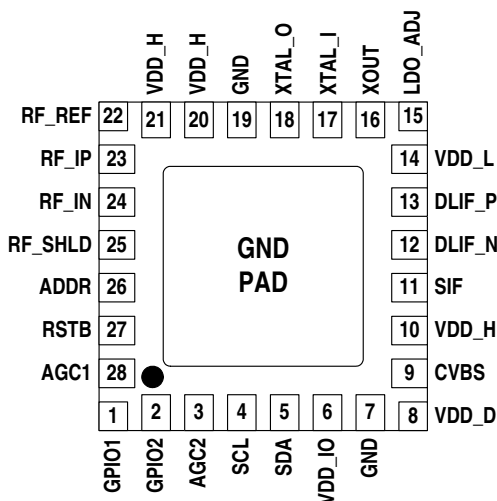 VDD_H
VDD_H
GND
XTAL_O
XTAL_I
XOUT
LDO_ADJ
21 20 19 18 17 16 15
RF_REF 22
RF_IP 23
RF_IN 24
RF_SHLD 25
ADDR 26
RSTB 27
AGC1 28
GND
PAD
14 VDD_L
13 DLIF_P
12 DLIF_N
11 SIF
10 VDD_H
9 CVBS
8 VDD_D
1 2 3 4 5 6 7
GPIO1
GPIO2
AGC2
SCL
SDA
VDD_IO
GND